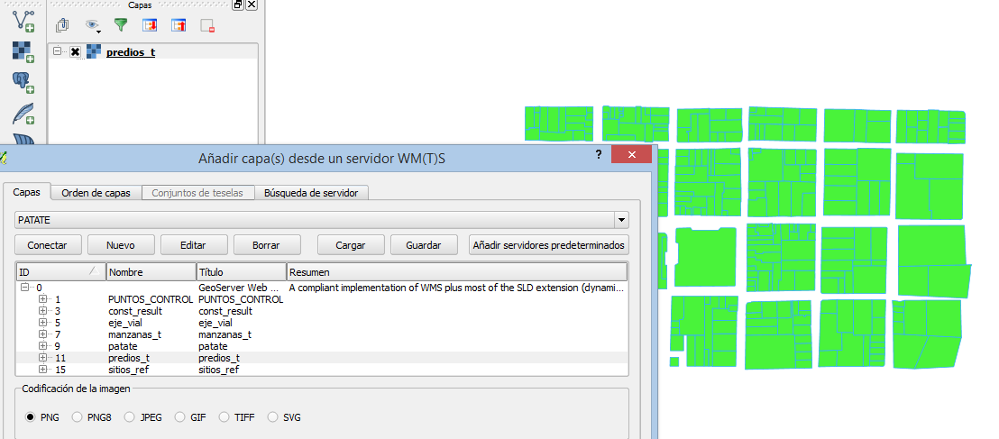 Capas
predios_t
Añadir capa(s) desde un servidor WM(T)S
?
Capas Orden de capas Conjuntos de teselas Búsqueda de servidor
PATATE
Conectar Nuevo Editar Borrar Cargar Guardar Añadir servidores predeterminados
ID Nombre Título Resumen
0 GeoServer Web ... A compliant implementation of WMS plus most of the SLD extension (dynami...
1 PUNTOS_CONTROL PUNTOS_CONTROL
3 const_result const_result
5 eje_vial eje_vial
7 manzanas_t manzanas_t
9 patate patate
11 predios_t predios_t
15 sitios_ref sitios_ref
Codificación de la imagen
PNG PNG8 JPEG GIF TIFF SVG